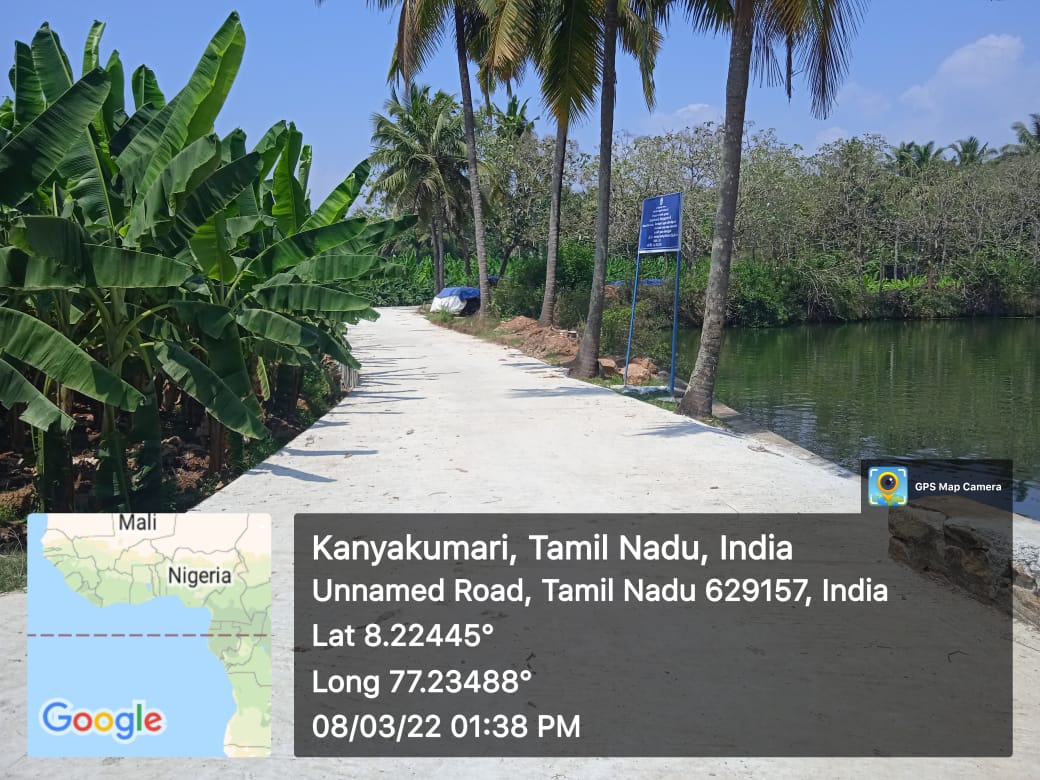 GPS Map Camera
Mali
Nigeria
Google
Kanyakumari, Tamil Nadu, India
Unnamed Road, Tamil Nadu 629157, India
Lat 8.22445°
Long 77.23488°
08/03/22 01:38 PM